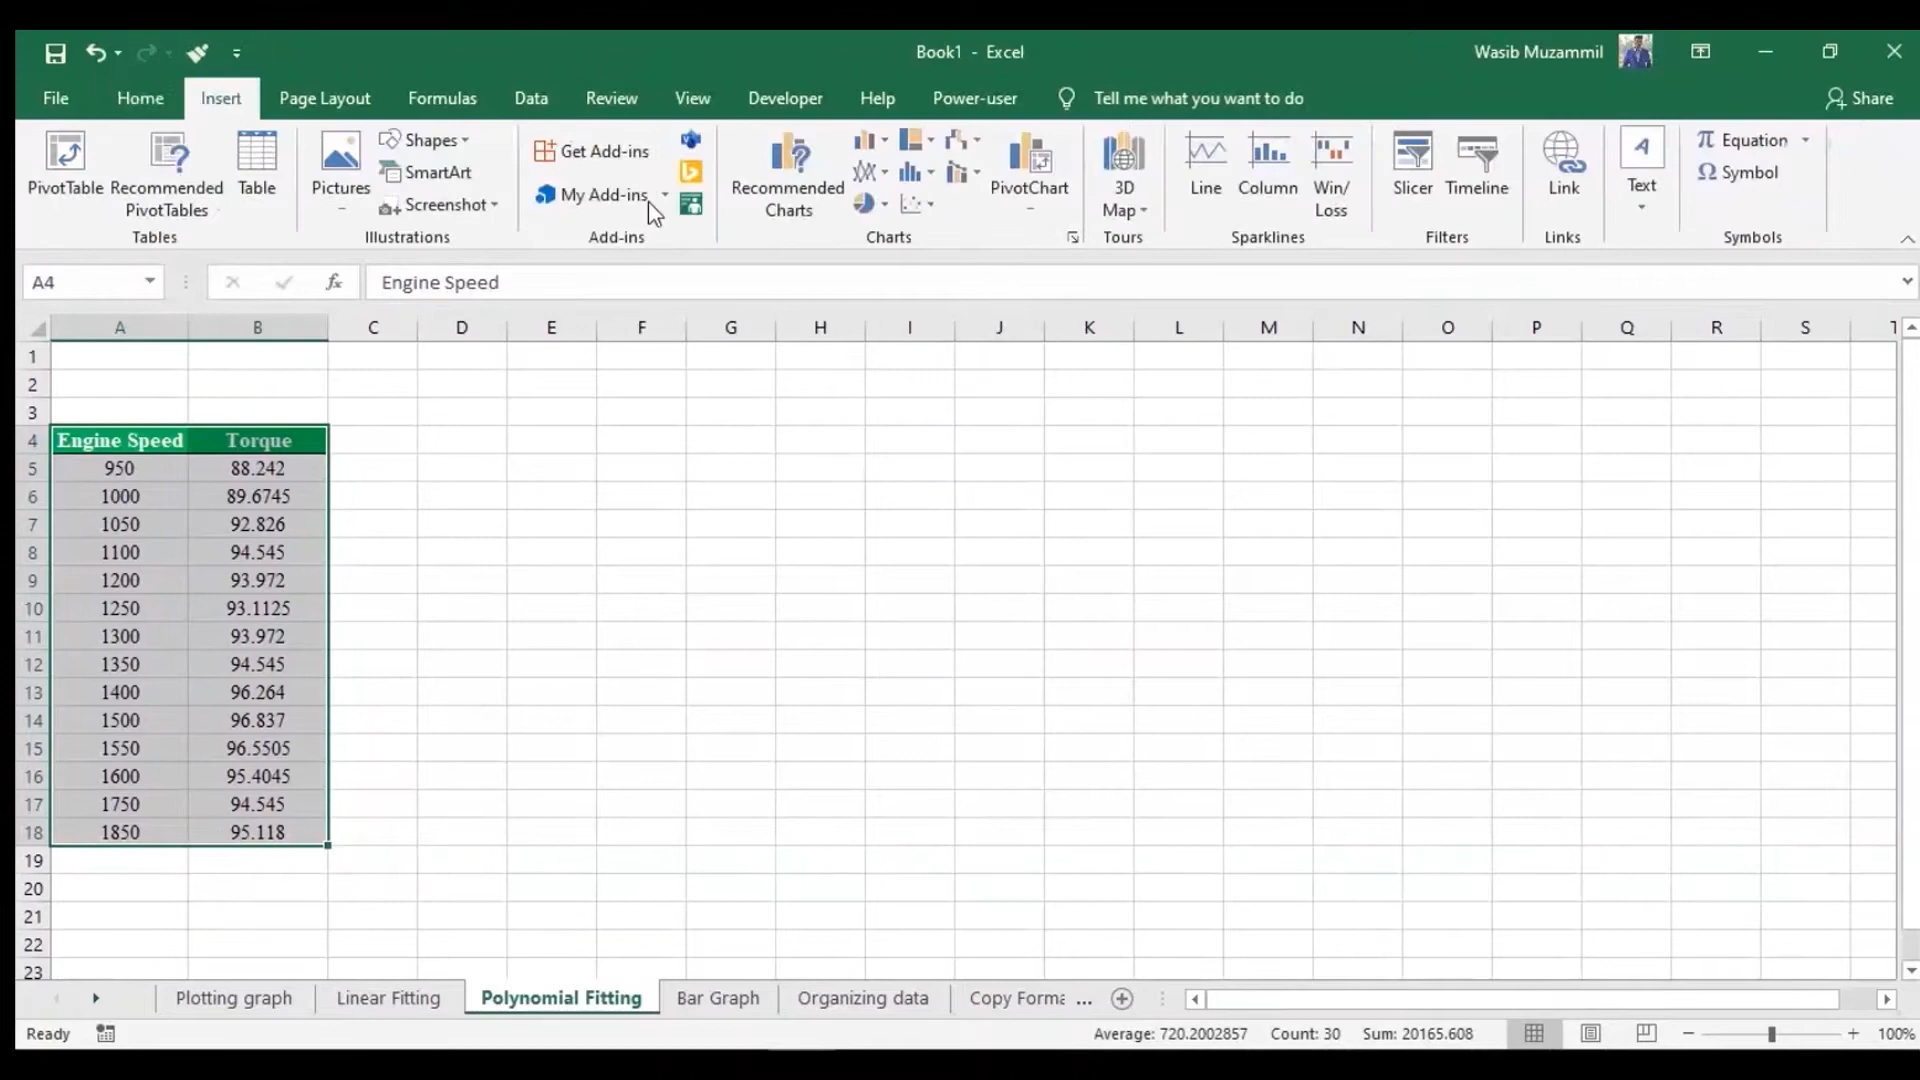 Book1 - Excel
Wasib Muzammil
File Home Insert Page Layout Formulas Data Review View Developer Help Power-user Tell me what you want to do Share
PivotTable
Recommended PivotTables
Table
Tables
Pictures
Shapes
SmartArt
Screenshot
Illustrations
Get Add-ins
My Add-ins
Add-ins
Recommended Charts
PivotChart
Charts
3D Map
Tours
Line
Column
Win/Loss
Sparklines
Slicer
Timeline
Filters
Link
Links
A
Text
π Equation
Ω Symbol
Symbols
A4 fx Engine Speed
A B C D E F G H I J K L M N O P Q R S T
1
2
3
4 Engine Speed Torque
5 950 88.242
6 1000 89.6745
7 1050 92.826
8 1100 94.545
9 1200 93.972
10 1250 93.1125
11 1300 93.972
12 1350 94.545
13 1400 96.264
14 1500 96.837
15 1550 96.5505
16 1600 95.4045
17 1750 94.545
18 1850 95.118
19
20
21
22
23
Plotting graph Linear Fitting Polynomial Fitting Bar Graph Organizing data Copy Forma ...
Ready Average: 720.2002857 Count: 30 Sum: 20165.608 100%